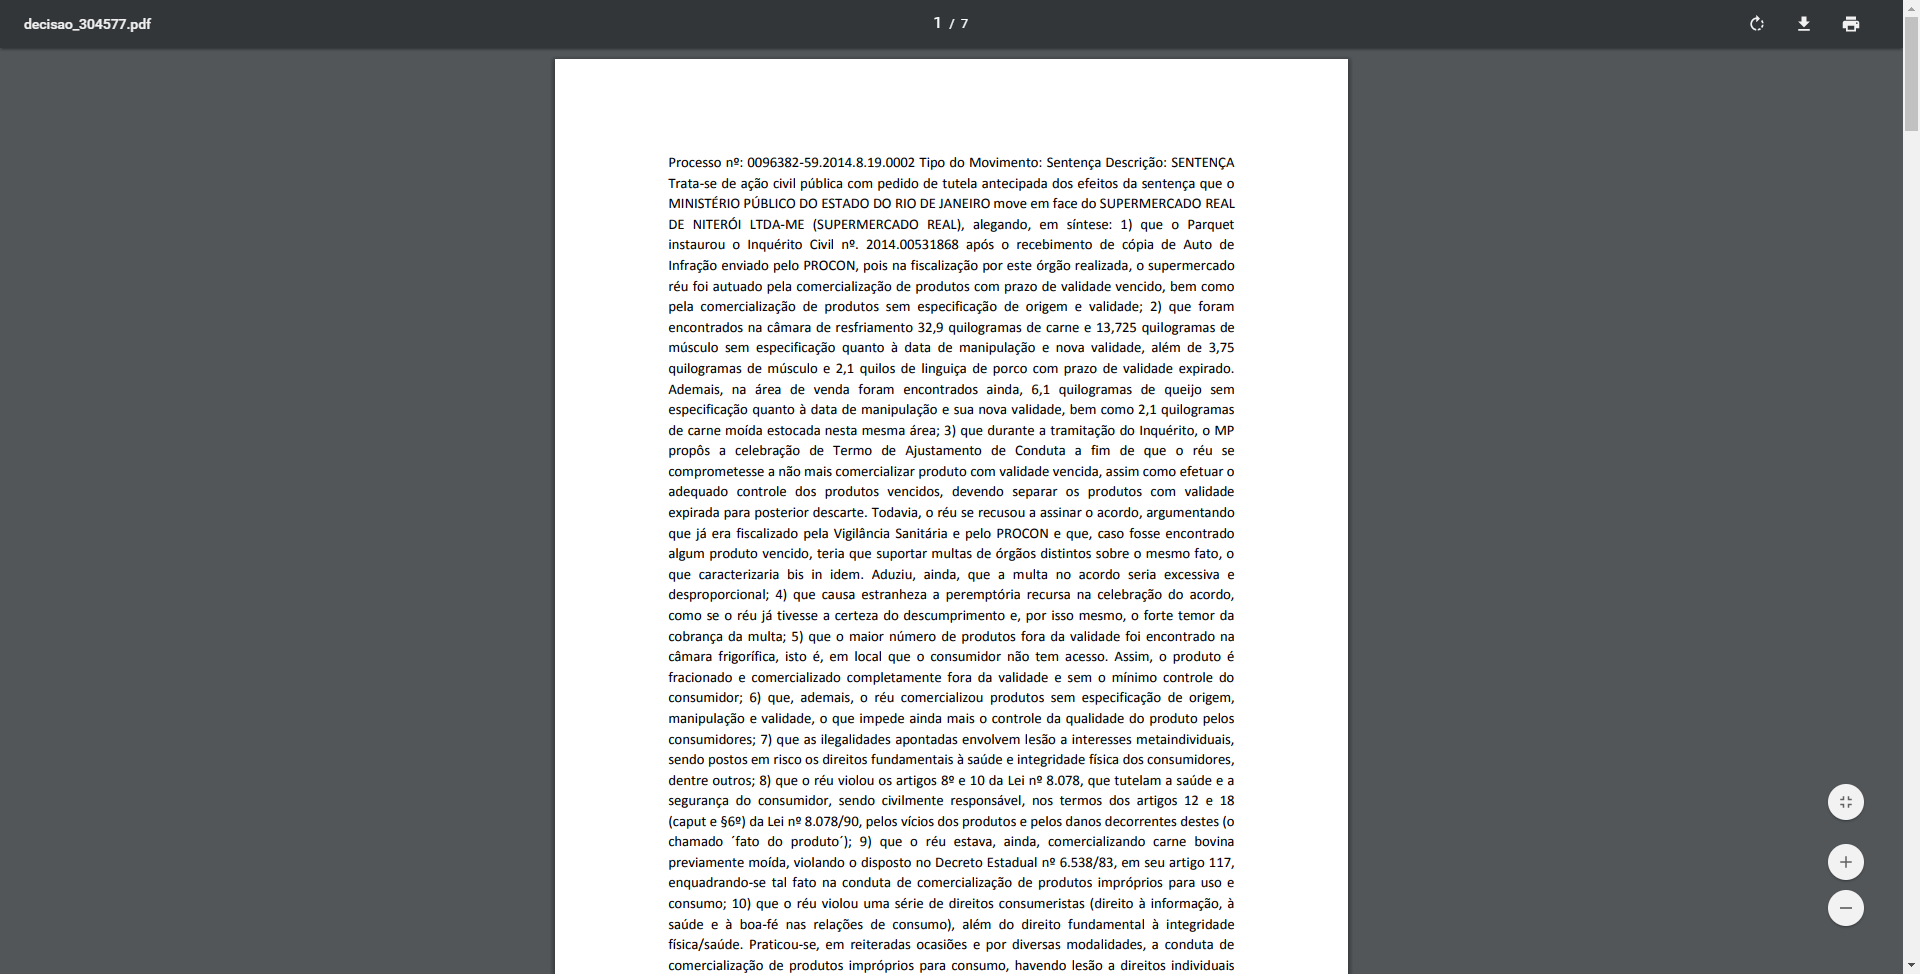 decisao_304577.pdf
1 / 7
Processo nº: 0096382-59.2014.8.19.0002 Tipo do Movimento: Sentença Descrição: SENTENÇA
Trata-se de ação civil pública com pedido de tutela antecipada dos efeitos da sentença que o
MINISTÉRIO PÚBLICO DO ESTADO DO RIO DE JANEIRO move em face do SUPERMERCADO REAL
DE NITERÓI LTDA-ME (SUPERMERCADO REAL), alegando, em síntese: 1) que o Parquet
instaurou o Inquérito Civil nº. 2014.00531868 após o recebimento de cópia de Auto de
Infração enviado pelo PROCON, pois na fiscalização por este órgão realizada, o supermercado
réu foi autuado pela comercialização de produtos com prazo de validade vencido, bem como
pela comercialização de produtos sem especificação de origem e validade; 2) que foram
encontrados na câmara de resfriamento 32,9 quilogramas de carne e 13,725 quilogramas de
músculo sem especificação quanto à data de manipulação e nova validade, além de 3,75
quilogramas de músculo e 2,1 quilos de linguiça de porco com prazo de validade expirado.
Ademais, na área de venda foram encontrados ainda, 6,1 quilogramas de queijo sem
especificação quanto à data de manipulação e sua nova validade, bem como 2,1 quilogramas
de carne moída estocada nesta mesma área; 3) que durante a tramitação do Inquérito, o MP
propôs a celebração de Termo de Ajustamento de Conduta a fim de que o réu se
comprometesse a não mais comercializar produto com validade vencida, assim como efetuar o
adequado controle dos produtos vencidos, devendo separar os produtos com validade
expirada para posterior descarte. Todavia, o réu se recusou a assinar o acordo, argumentando
que já era fiscalizado pela Vigilância Sanitária e pelo PROCON e que, caso fosse encontrado
algum produto vencido, teria que suportar multas de órgãos distintos sobre o mesmo fato, o
que caracterizaria bis in idem. Aduziu, ainda, que a multa no acordo seria excessiva e
desproporcional; 4) que causa estranheza a peremptória recursa na celebração do acordo,
como se o réu já tivesse a certeza do descumprimento e, por isso mesmo, o forte temor da
cobrança da multa; 5) que o maior número de produtos fora da validade foi encontrado na
câmara frigorífica, isto é, em local que o consumidor não tem acesso. Assim, o produto é
fracionado e comercializado completamente fora da validade e sem o mínimo controle do
consumidor; 6) que, ademais, o réu comercializou produtos sem especificação de origem,
manipulação e validade, o que impede ainda mais o controle da qualidade do produto pelos
consumidores; 7) que as ilegalidades apontadas envolvem lesão a interesses metaindividuais,
sendo postos em risco os direitos fundamentais à saúde e integridade física dos consumidores,
dentre outros; 8) que o réu violou os artigos 8º e 10 da Lei nº 8.078, que tutelam a saúde e a
segurança do consumidor, sendo civilmente responsável, nos termos dos artigos 12 e 18
(caput e §6º) da Lei nº 8.078/90, pelos vícios dos produtos e pelos danos decorrentes destes (o
chamado ´fato do produto´); 9) que o réu estava, ainda, comercializando carne bovina
previamente moída, violando o disposto no Decreto Estadual nº 6.538/83, em seu artigo 117,
enquadrando-se tal fato na conduta de comercialização de produtos impróprios para uso e
consumo; 10) que o réu violou uma série de direitos consumeristas (direito à informação, à
saúde e à boa-fé nas relações de consumo), além do direito fundamental à integridade
física/saúde. Praticou-se, em reiteradas ocasiões e por diversas modalidades, a conduta de
comercialização de produtos impróprios para consumo, havendo lesão a direitos individuais